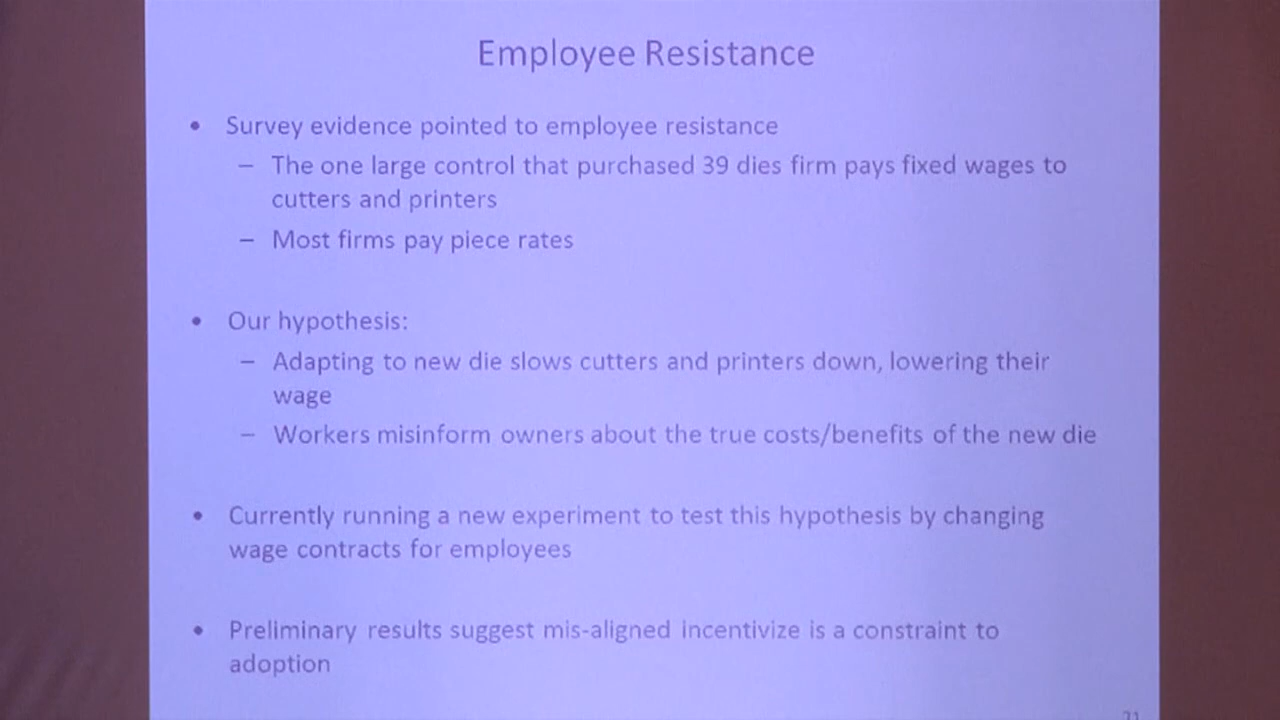 Employee Resistance
• Survey evidence pointed to employee resistance
– The one large control that purchased 39 dies firm pays fixed wages to
cutters and printers
– Most firms pay piece rates
• Our hypothesis:
– Adapting to new die slows cutters and printers down, lowering their
wage
– Workers misinform owners about the true costs/benefits of the new die
• Currently running a new experiment to test this hypothesis by changing
wage contracts for employees
• Preliminary results suggest mis-aligned incentivize is a constraint to
adoption